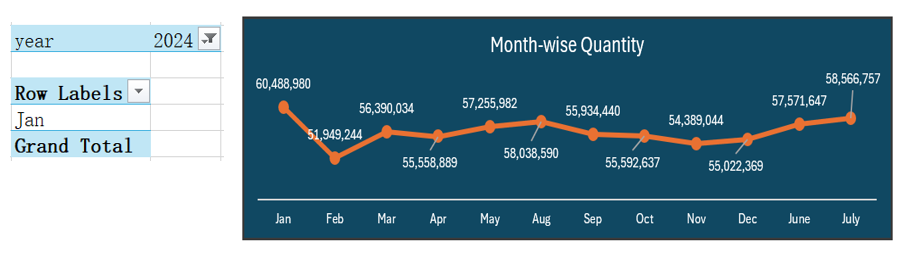 year 2024
Row Labels
Jan
Grand Total
Month-wise Quantity
60,488,980
51,949,244
56,390,034
55,558,889
57,255,982
58,038,590
55,934,440
55,592,637
54,389,044
55,022,369
57,571,647
58,566,757
Jan Feb Mar Apr May Aug Sep Oct Nov Dec June July